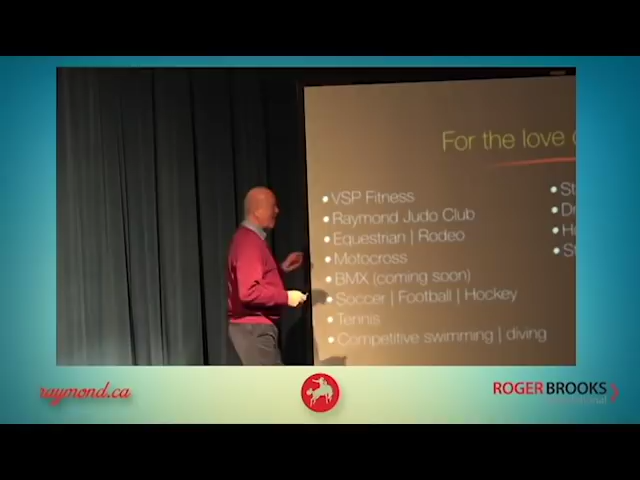 For the love
• VSP Fitness
• Raymond Judo Club
• Equestrian | Rodeo
• Motocross
• BMX (coming soon)
• Soccer | Football | Hockey
• Tennis
• Competitive swimming | diving
raymond.ca
ROGER BROOKS